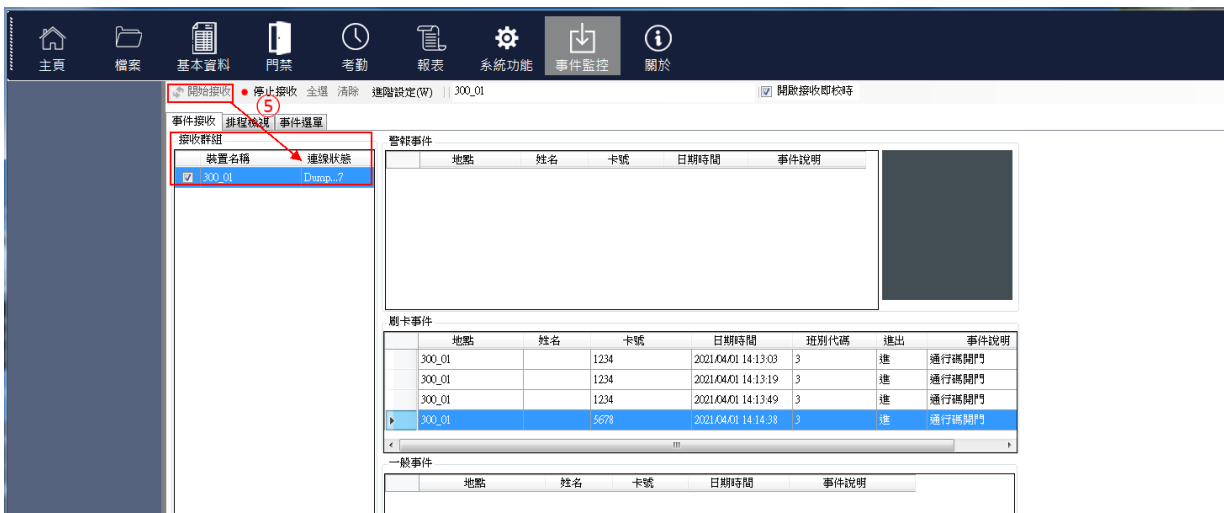 主頁 檔案 基本資料 門禁 考勤 報表 系統功能 事件監控 關於
開始接收 停止接收 全選 清除 進階設定(W) 300_01 開啟接收即校時
⑤
事件接收 排程檢視 事件選單
接收群組
裝置名稱 連線狀態
300_01 Dump...7
警報事件
地點 姓名 卡號 日期時間 事件說明
刷卡事件
地點 姓名 卡號 日期時間 班別代碼 進出 事件說明
300_01 1234 2021/04/01 14:13:03 3 進 通行碼開門
300_01 1234 2021/04/01 14:13:19 3 進 通行碼開門
300_01 1234 2021/04/01 14:13:49 3 進 通行碼開門
300_01 5678 2021/04/01 14:14:38 3 進 通行碼開門
一般事件
地點 姓名 卡號 日期時間 事件說明